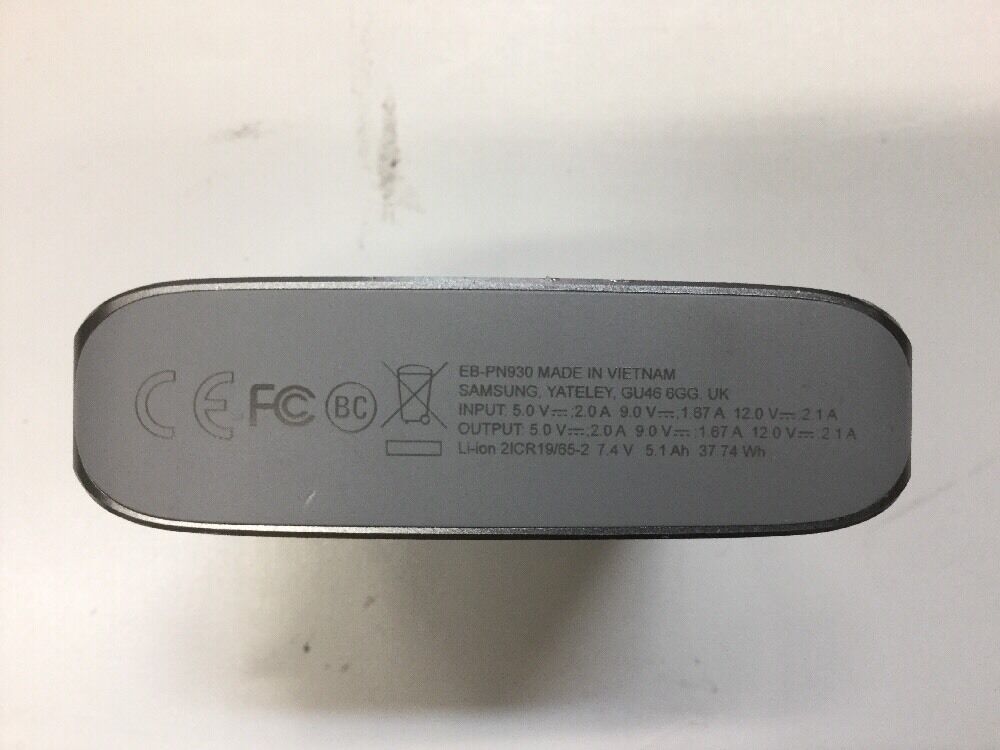 CE FC BC
EB-PN930 MADE IN VIETNAM
SAMSUNG, YATELEY, GU46 6GG, UK
INPUT: 5.0 V⎓;2.0 A 9.0 V⎓;1.67 A 12.0 V⎓;2.1 A
OUTPUT: 5.0 V⎓;2.0 A 9.0 V⎓;1.67 A 12.0 V⎓;2.1 A
Li-ion 2ICR19/65-2 7.4 V 5.1 Ah 37.74 Wh